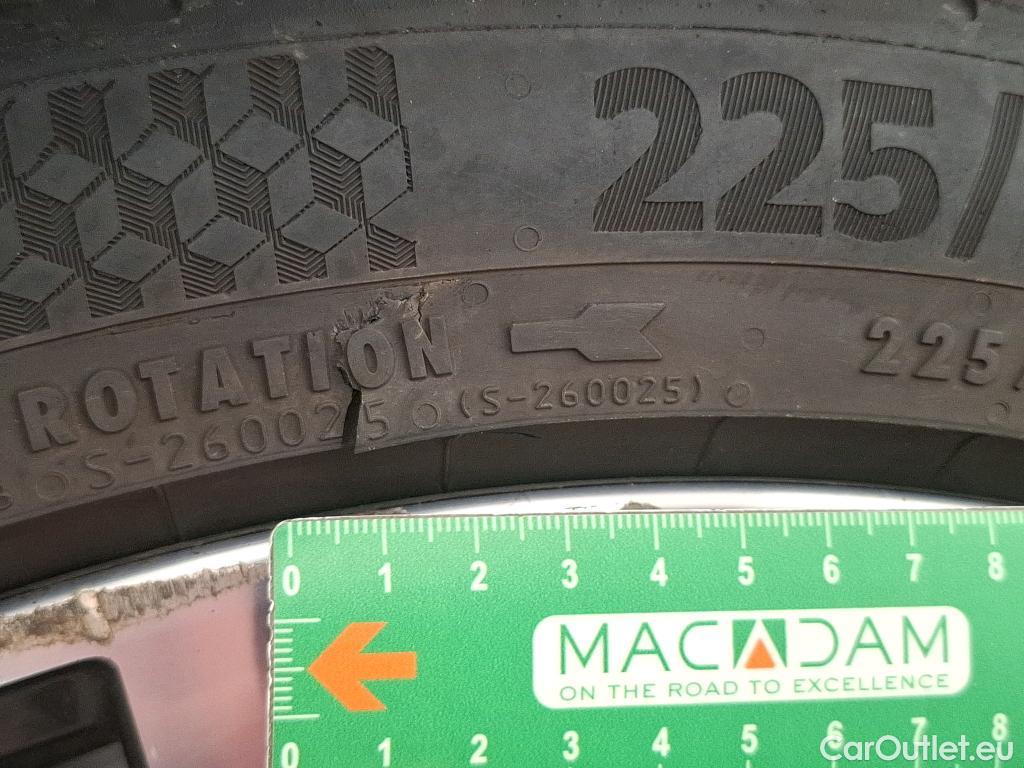 225/
ROTATION
225/
S-260025 (S-260025)
0 1 2 3 4 5 6 7 8
MACADAM
ON THE ROAD TO EXCELLENCE
0 1 2 3 4 5 6 7 8
CarOutlet.eu